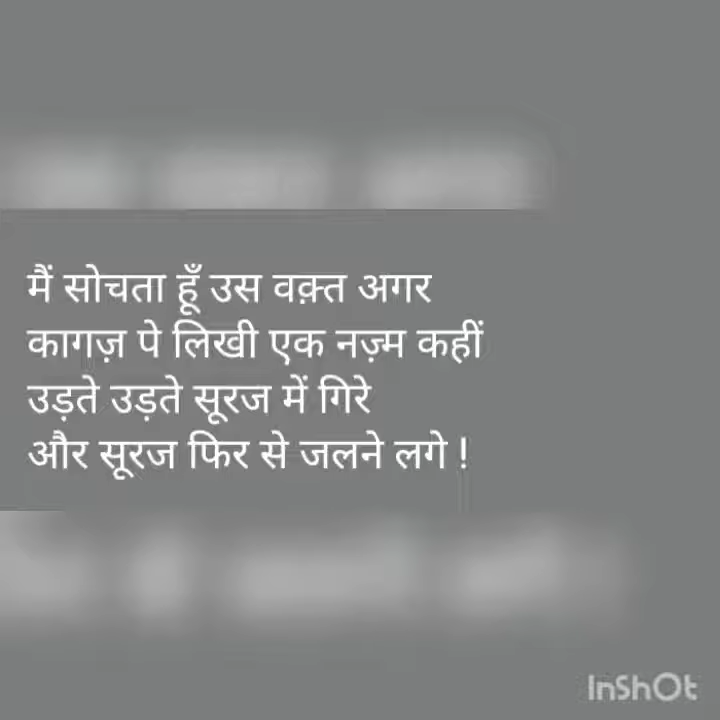 मैं सोचता हूँ उस वक़्त अगर
कागज़ पे लिखी एक नज़्म कहीं
उड़ते उड़ते सूरज में गिरे
और सूरज फिर से जलने लगे !
InShOt